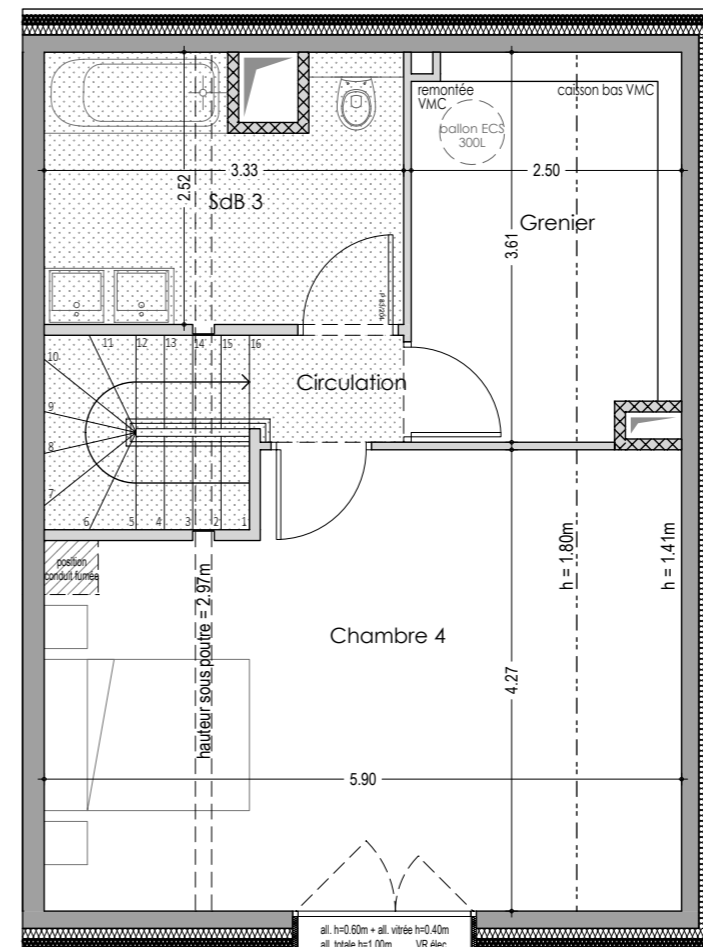 remontée
VMC
caisson bas VMC
ballon ECS
300L
3.33
2.50
2.52
SdB 3
Grenier
3.61
P 83/204
11
12
13
14
15
16
10
Circulation
9
8
7
6
5
4
3
2
1
position
conduit fumée
hauteur sous poutre = 2.97m
h = 1.80m
h = 1.41m
Chambre 4
4.27
5.90
all. h=0.60m + all. vitrée h=0.40m
all. totale h=1.00m VR élec